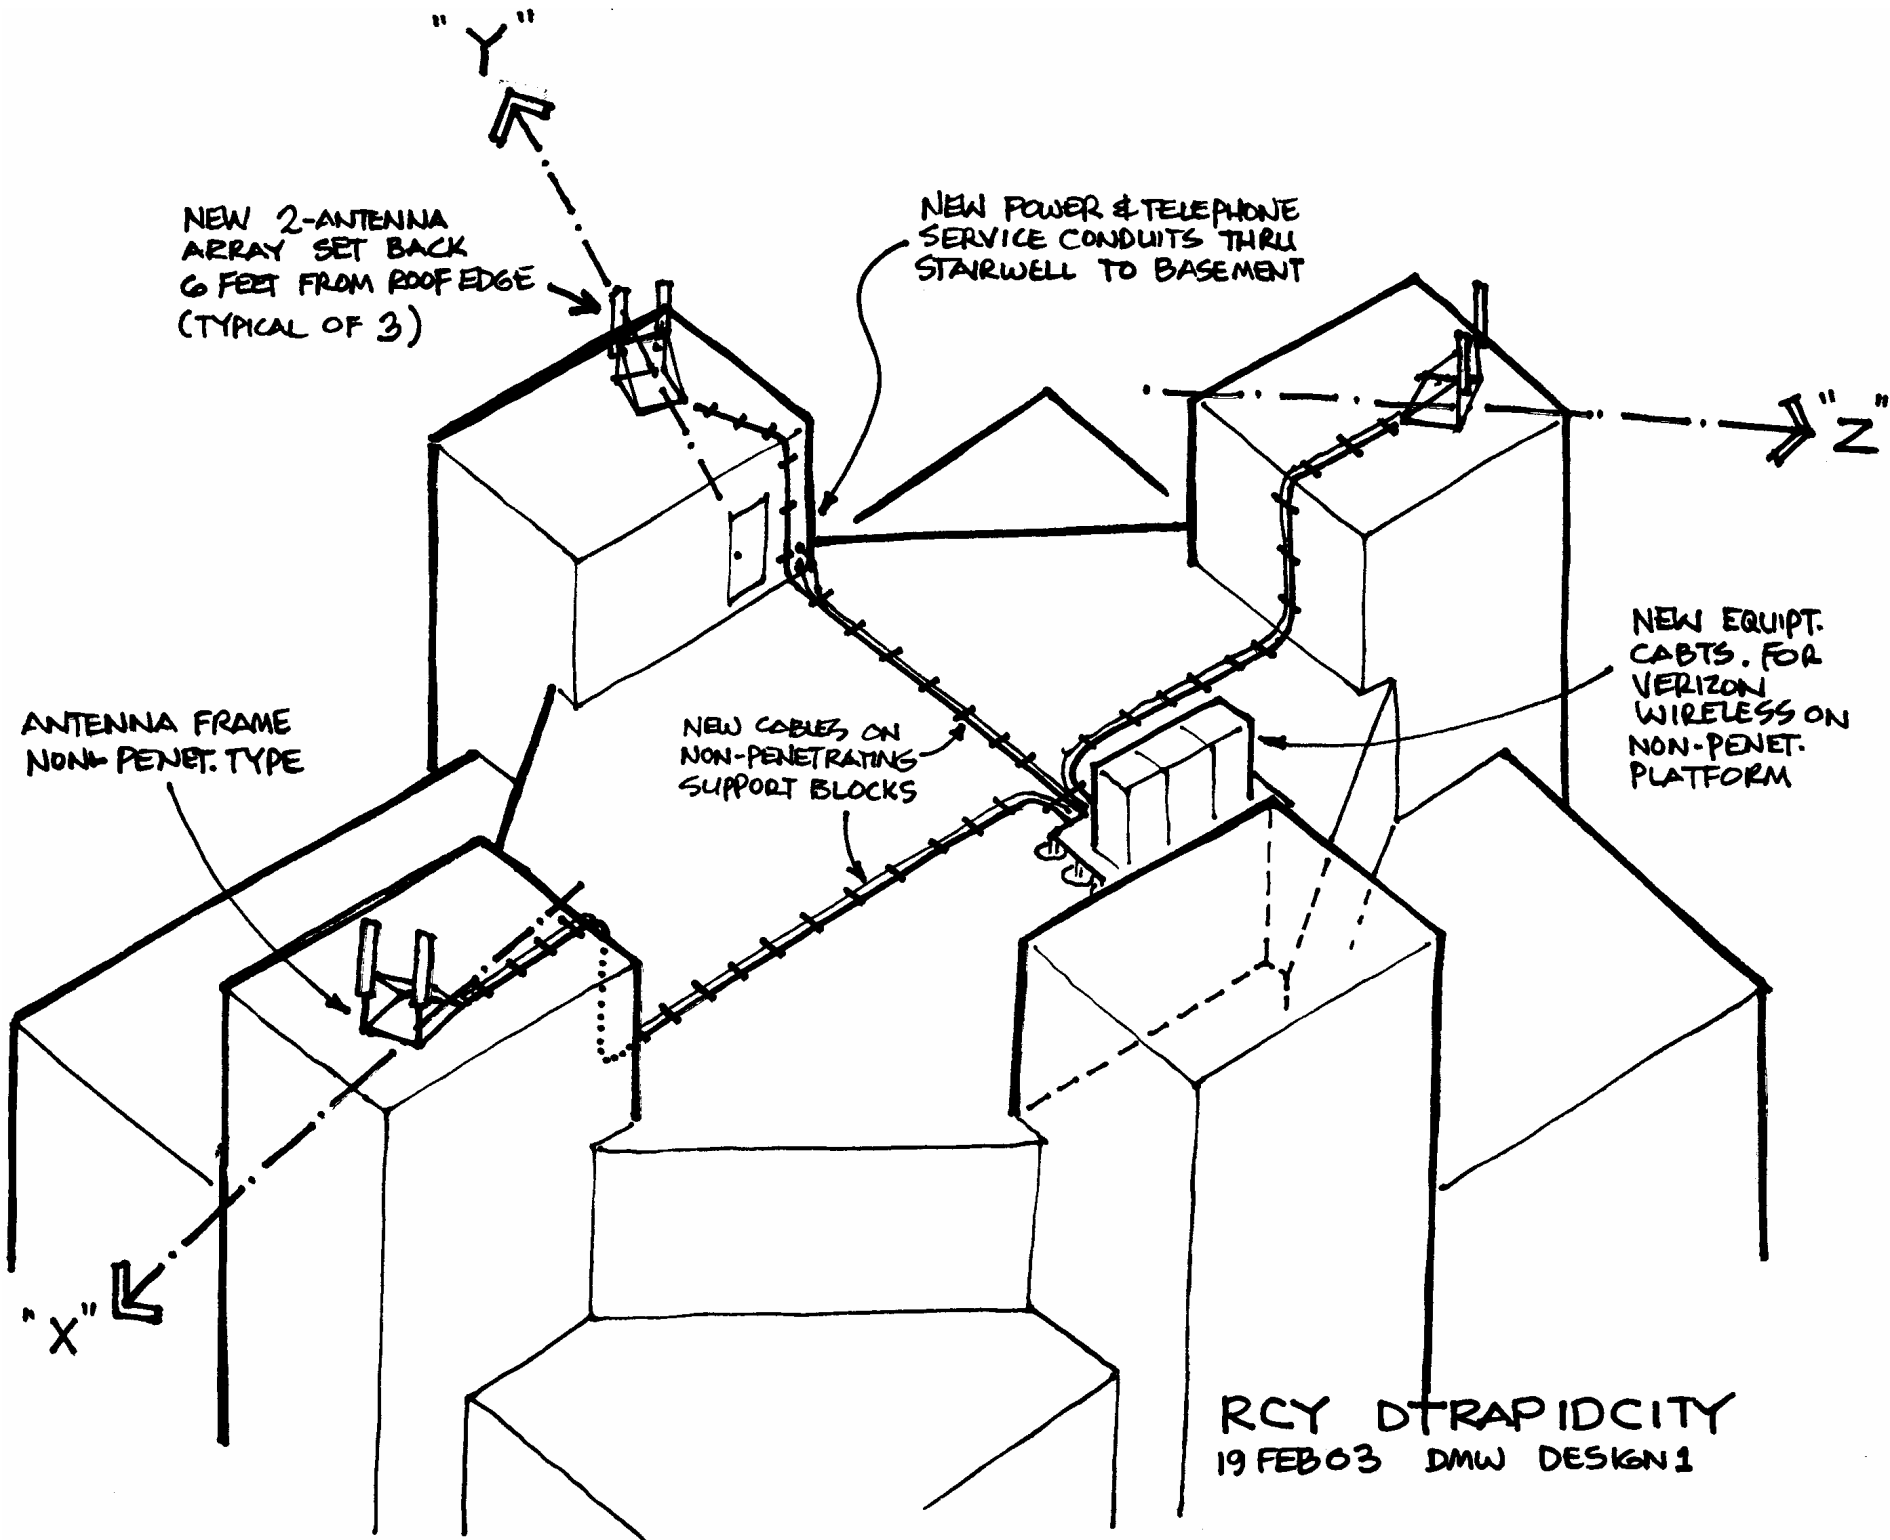 "Y"
NEW 2-ANTENNA
ARRAY SET BACK
6 FEET FROM ROOF EDGE
(TYPICAL OF 3)
NEW POWER & TELEPHONE
SERVICE CONDUITS THRU
STAIRWELL TO BASEMENT
"Z"
NEW EQUIPT.
CABTS. FOR
VERIZON
WIRELESS ON
NON-PENET.
PLATFORM
ANTENNA FRAME
NON-PENET. TYPE
NEW CABLES ON
NON-PENETRATING
SUPPORT BLOCKS
"X"
RCY DTRAPIDCITY
19 FEB 03 DMW DESIGN 1